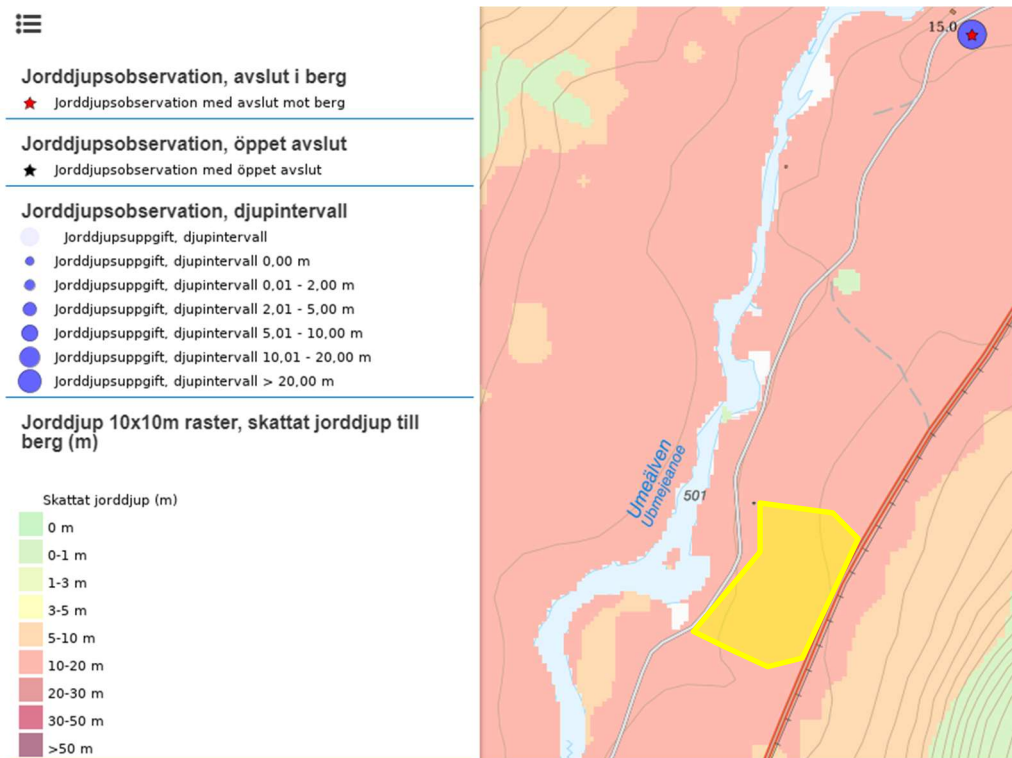 Jorddjupsobservation, avslut i berg
Jorddjupsobservation med avslut mot berg
Jorddjupsobservation, öppet avslut
Jorddjupsobservation med öppet avslut
Jorddjupsobservation, djupintervall
Jorddjupsuppgift, djupintervall
Jorddjupsuppgift, djupintervall 0,00 m
Jorddjupsuppgift, djupintervall 0,01 - 2,00 m
Jorddjupsuppgift, djupintervall 2,01 - 5,00 m
Jorddjupsuppgift, djupintervall 5,01 - 10,00 m
Jorddjupsuppgift, djupintervall 10,01 - 20,00 m
Jorddjupsuppgift, djupintervall > 20,00 m
Jorddjup 10x10m raster, skattat jorddjup till
berg (m)
Skattat jorddjup (m)
0 m
0-1 m
1-3 m
3-5 m
5-10 m
10-20 m
20-30 m
30-50 m
>50 m
15.0
Umeälven
Ubmejeanoe
501